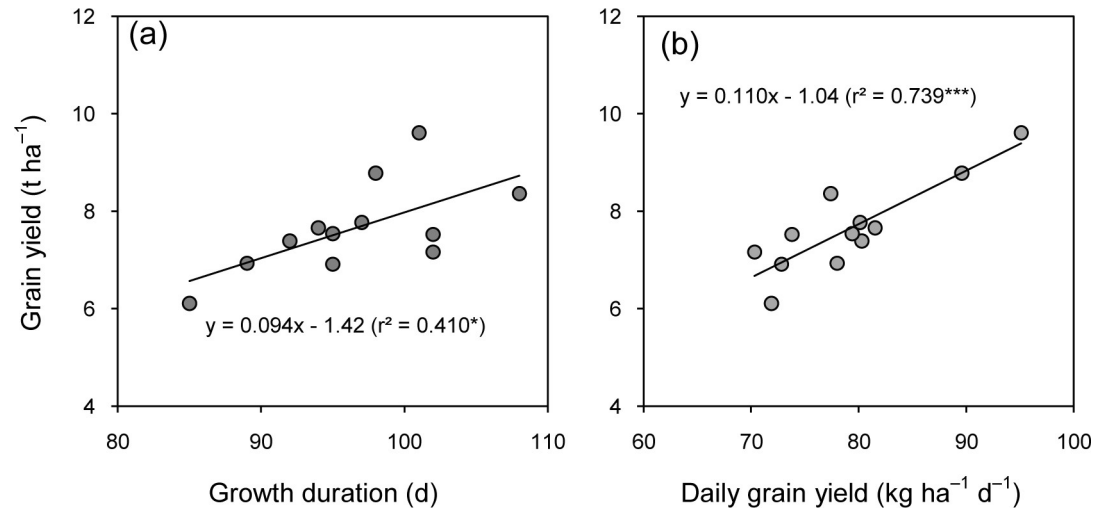 (a)
y = 0.094x - 1.42 (r² = 0.410*)
Grain yield (t ha⁻¹)
12
10
8
6
4
80 90 100 110
Growth duration (d)
(b)
y = 0.110x - 1.04 (r² = 0.739***)
12
10
8
6
4
60 70 80 90 100
Daily grain yield (kg ha⁻¹ d⁻¹)